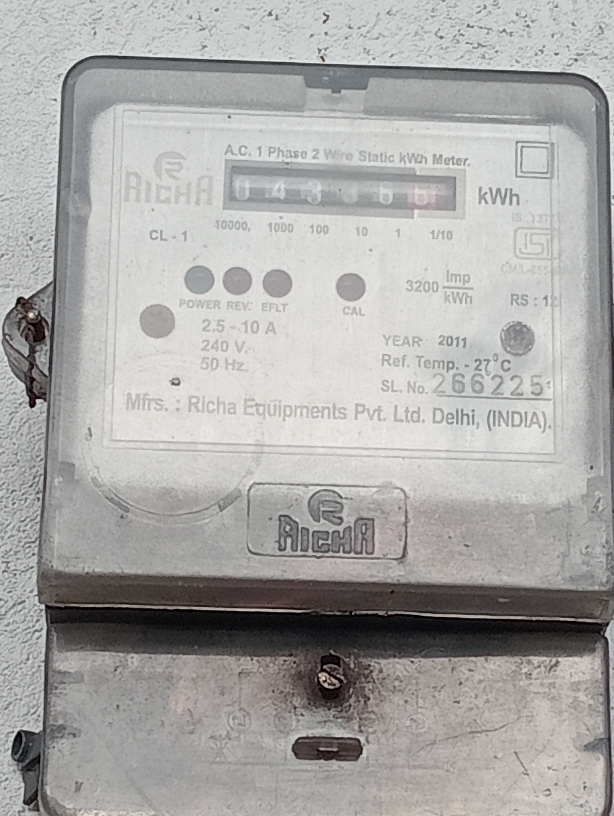 A.C. 1 Phase 2 Wire Static kWh Meter.
RICHA
kWh
10000, 1000 100 10 1 1/10
CL - 1
3200 Imp
kWh
POWER REV. EFLT
CAL
2.5 - 10 A
240 V.
50 Hz.
YEAR 2011
Ref. Temp. - 27°C
SL. No. 266225
Mfrs. : Richa Equipments Pvt. Ltd. Delhi, (INDIA).
RICHA